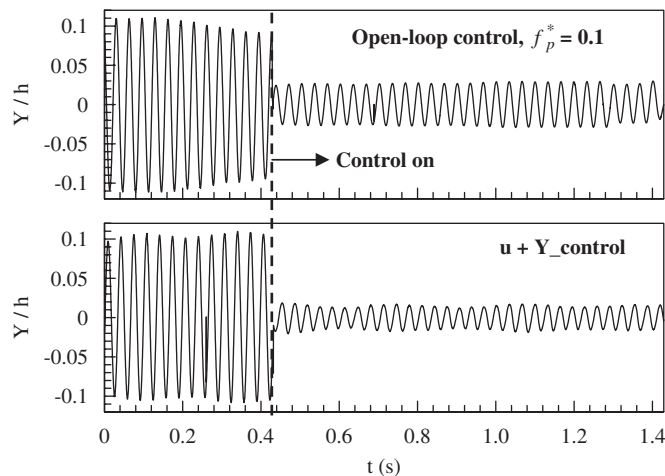 0.1
0.05
0
-0.05
-0.1
Y / h
Open-loop control, f*p = 0.1
Control on
0.1
0.05
0
-0.05
-0.1
Y / h
u + Y_control
0 0.2 0.4 0.6 0.8 1.0 1.2 1.4
t (s)